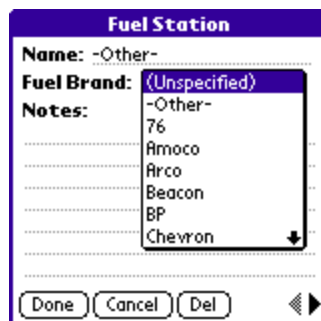 Fuel Station
Name: -Other-
Fuel Brand: (Unspecified)
-Other-
Notes:
76
Amoco
Arco
Beacon
BP
Chevron
Done Cancel Del